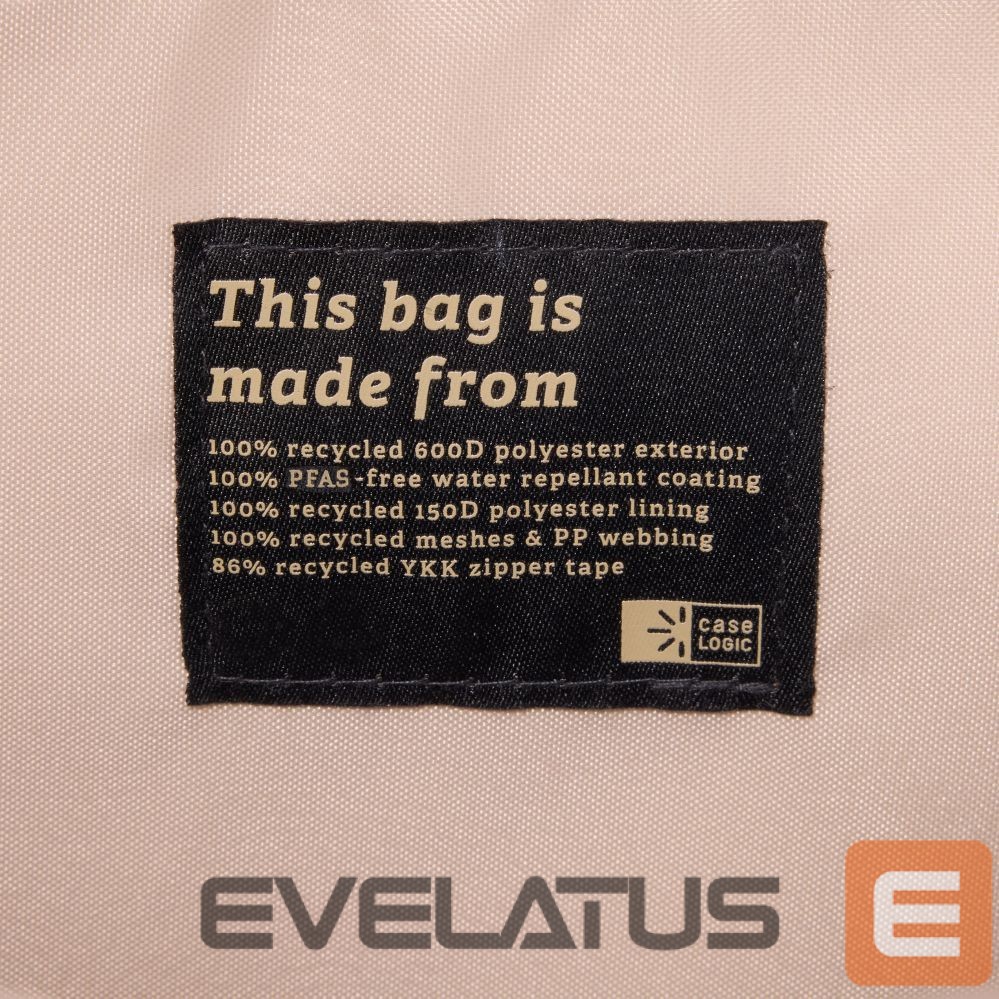 This bag is
made from
100% recycled 600D polyester exterior
100% PFAS-free water repellant coating
100% recycled 150D polyester lining
100% recycled meshes & PP webbing
86% recycled YKK zipper tape
case
LOGIC
EVELATUS E